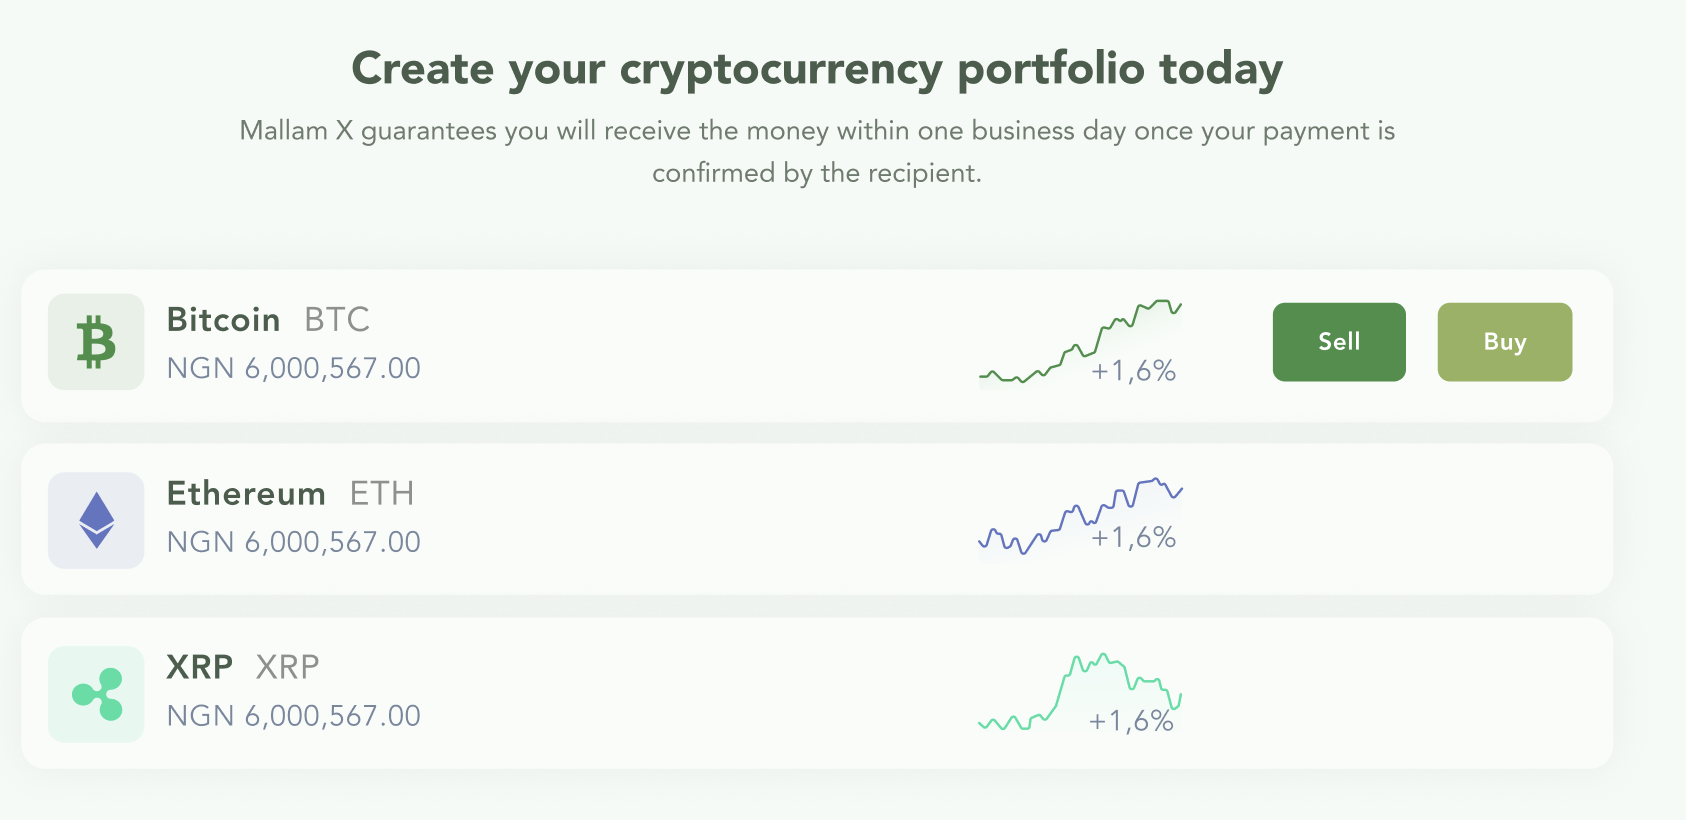 Create your cryptocurrency portfolio today
Mallam X guarantees you will receive the money within one business day once your payment is
confirmed by the recipient.
Bitcoin BTC
NGN 6,000,567.00
+1,6%
Sell
Buy
Ethereum ETH
NGN 6,000,567.00
+1,6%
XRP XRP
NGN 6,000,567.00
+1,6%